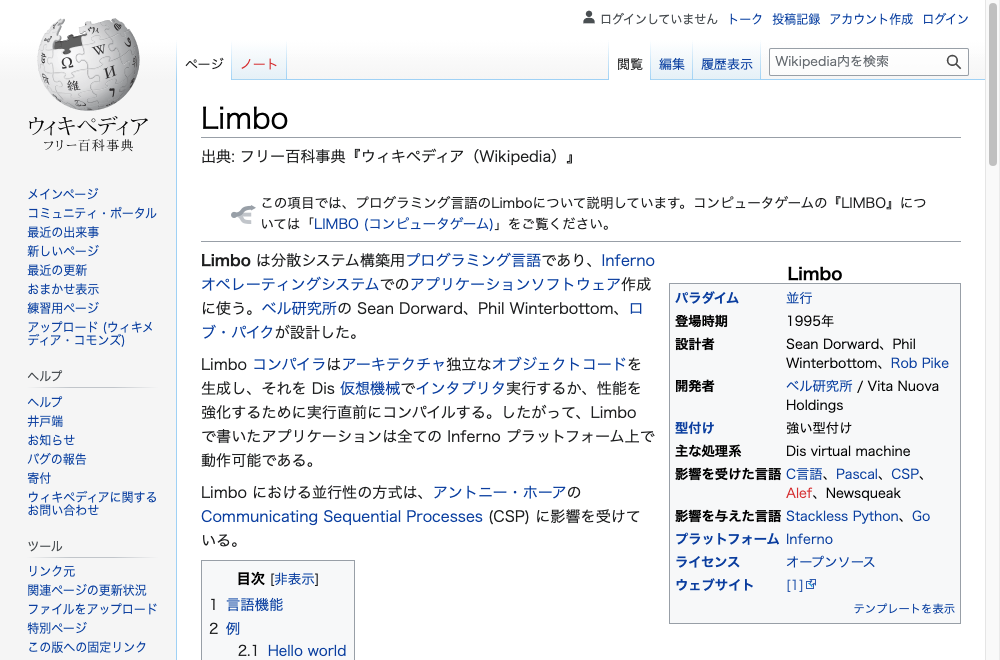 ログインしていません トーク 投稿記録 アカウント作成 ログイン
ページ ノート 閲覧 編集 履歴表示 Wikipedia内を検索
ウィキペディア
フリー百科事典
メインページ
コミュニティ・ポータル
最近の出来事
新しいページ
最近の更新
おまかせ表示
練習用ページ
アップロード (ウィキメ
ディア・コモンズ)
ヘルプ
ヘルプ
井戸端
お知らせ
バグの報告
寄付
ウィキペディアに関する
お問い合わせ
ツール
リンク元
関連ページの更新状況
ファイルをアップロード
特別ページ
この版への固定リンク
Limbo
出典: フリー百科事典『ウィキペディア（Wikipedia）』
この項目では、プログラミング言語のLimboについて説明しています。コンピュータゲームの『LIMBO』につ
いては「LIMBO (コンピュータゲーム)」をご覧ください。
Limbo は分散システム構築用プログラミング言語であり、Inferno
オペレーティングシステムでのアプリケーションソフトウェア作成
に使う。ベル研究所の Sean Dorward、Phil Winterbottom、ロ
ブ・パイクが設計した。
Limbo コンパイラはアーキテクチャ独立なオブジェクトコードを
生成し、それを Dis 仮想機械でインタプリタ実行するか、性能を
強化するために実行直前にコンパイルする。したがって、Limbo
で書いたアプリケーションは全ての Inferno プラットフォーム上で
動作可能である。
Limbo における並行性の方式は、アントニー・ホーアの
Communicating Sequential Processes (CSP) に影響を受けて
いる。
目次 [非表示]
1 言語機能
2 例
2.1 Hello world
Limbo
パラダイム 並行
登場時期 1995年
設計者 Sean Dorward、Phil
Winterbottom、Rob Pike
開発者 ベル研究所 / Vita Nuova
Holdings
型付け 強い型付け
主な処理系 Dis virtual machine
影響を受けた言語 C言語、Pascal、CSP、
Alef、Newsqueak
影響を与えた言語 Stackless Python、Go
プラットフォーム Inferno
ライセンス オープンソース
ウェブサイト [1]
テンプレートを表示